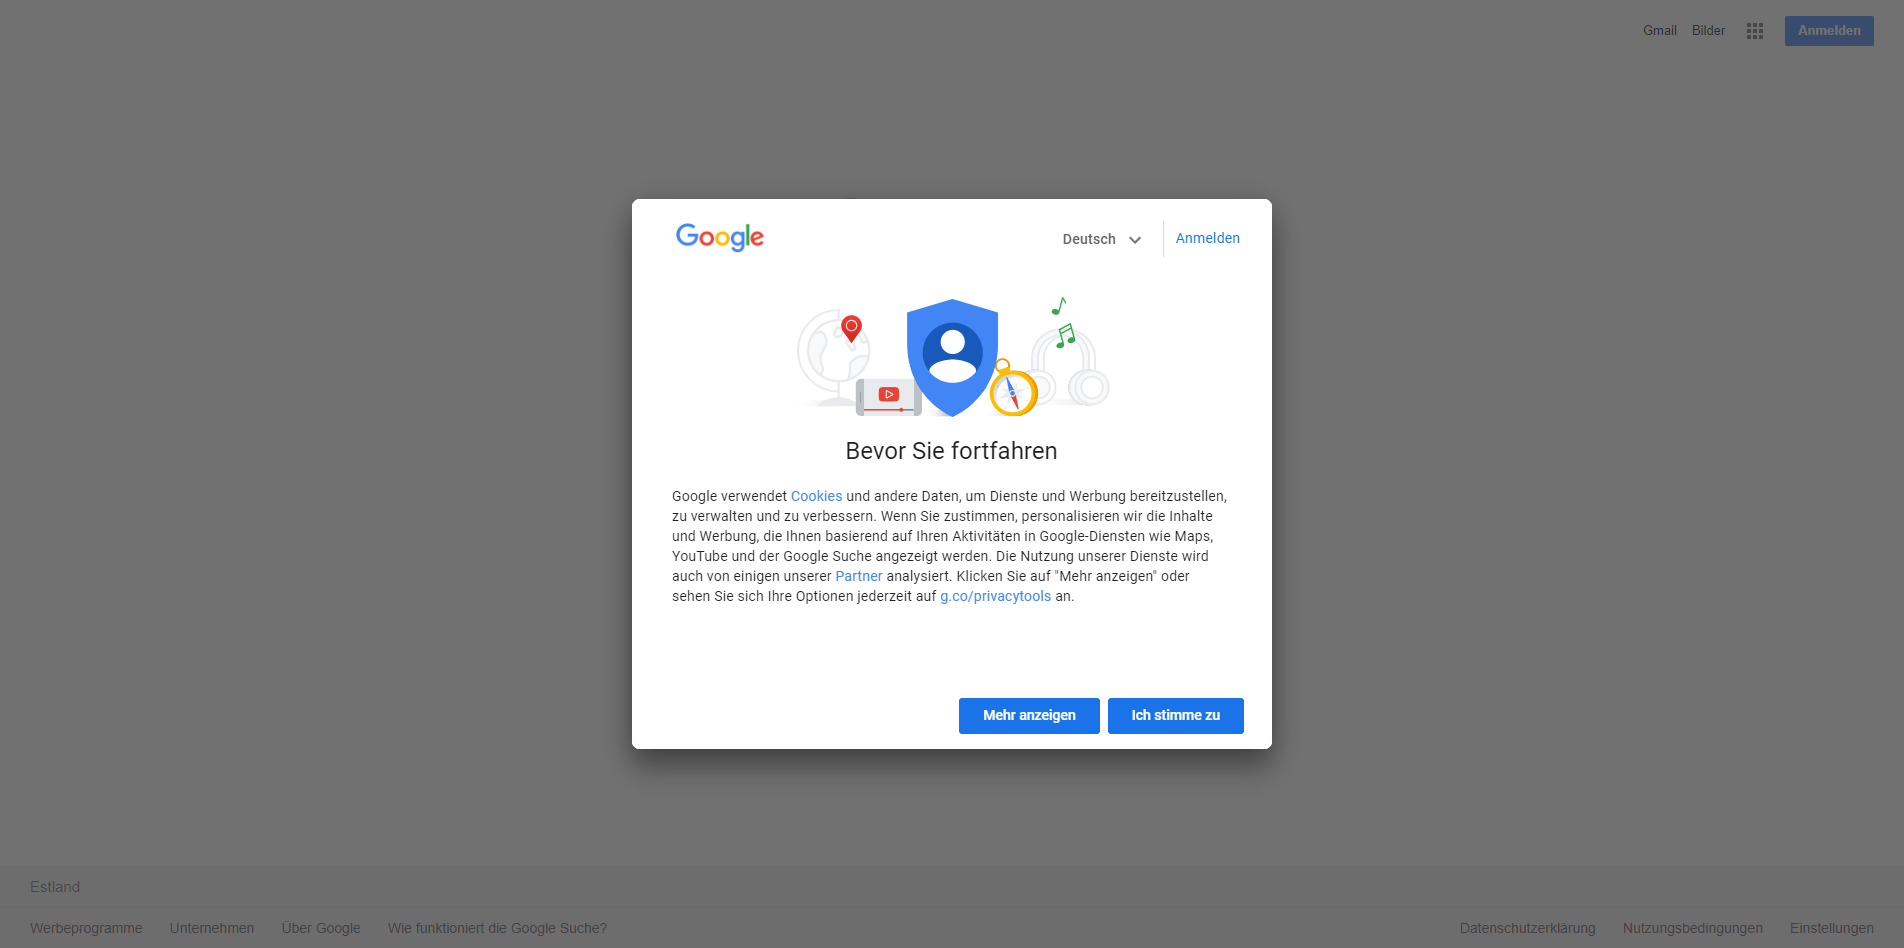 Gmail Bilder Anmelden
Google Deutsch Anmelden
Bevor Sie fortfahren
Google verwendet Cookies und andere Daten, um Dienste und Werbung bereitzustellen,
zu verwalten und zu verbessern. Wenn Sie zustimmen, personalisieren wir die Inhalte
und Werbung, die Ihnen basierend auf Ihren Aktivitäten in Google-Diensten wie Maps,
YouTube und der Google Suche angezeigt werden. Die Nutzung unserer Dienste wird
auch von einigen unserer Partner analysiert. Klicken Sie auf "Mehr anzeigen" oder
sehen Sie sich Ihre Optionen jederzeit auf g.co/privacytools an.
Mehr anzeigen Ich stimme zu
Estland
Werbeprogramme Unternehmen Über Google Wie funktioniert die Google Suche? Datenschutzerklärung Nutzungsbedingungen Einstellungen